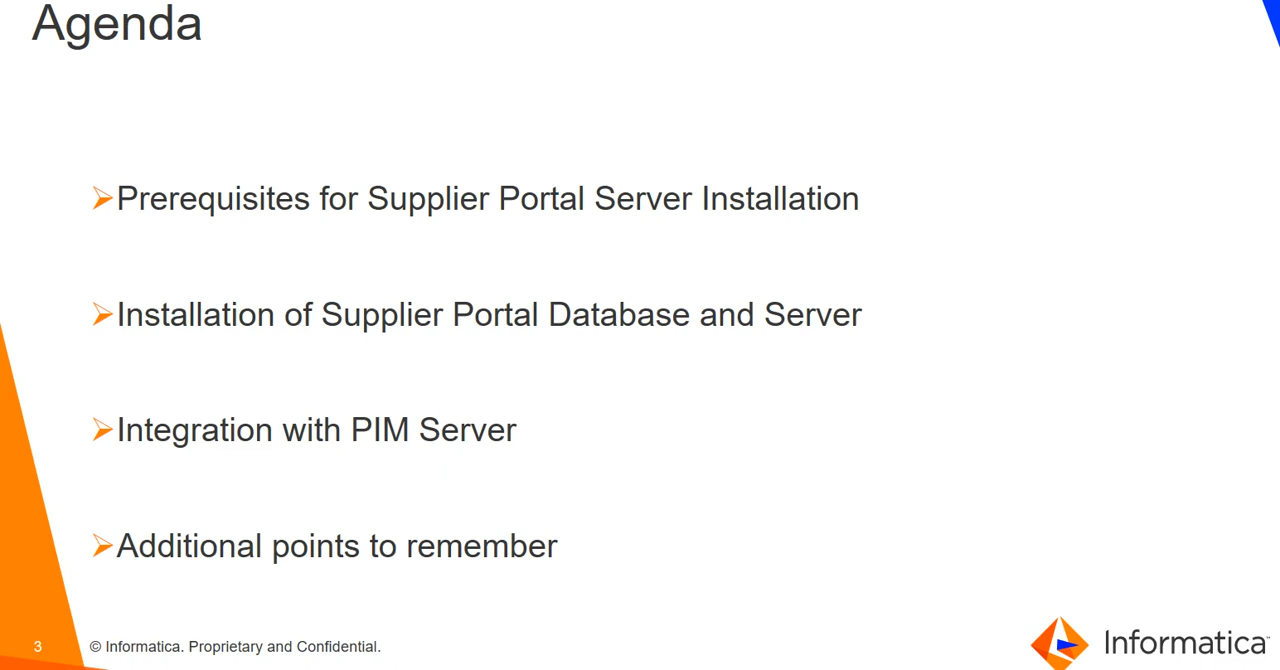 Agenda
Prerequisites for Supplier Portal Server Installation
Installation of Supplier Portal Database and Server
Integration with PIM Server
Additional points to remember
3
© Informatica. Proprietary and Confidential.
Informatica™